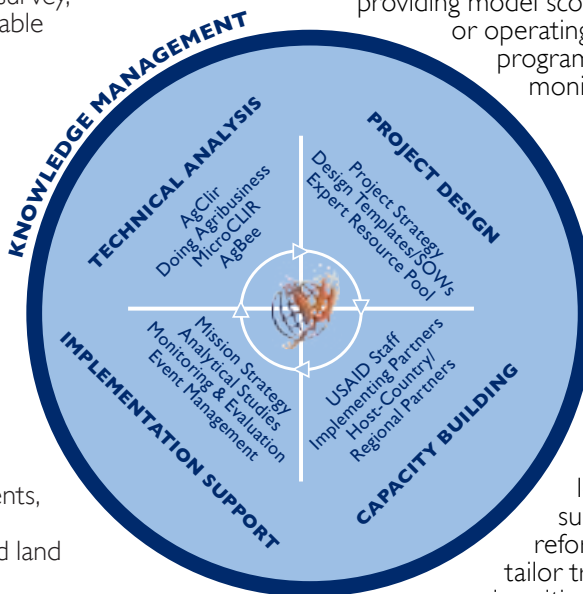 survey,
able
providing model sco
or operating
program
moni
KNOWLEDGE MANAGEMENT
TECHNICAL ANALYSIS
AgClir
Doing Agribusiness
MicroCLIR
AgBee
PROJECT DESIGN
Project Strategy
Design Templates/SOWs
Expert Resource Pool
IMPLEMENTATION SUPPORT
Mission Strategy
Analytical Studies
Monitoring & Evaluation
Event Management
CAPACITY BUILDING
USAID Staff
Implementing Partners
Host-Country/
Regional Partners
ents,
d land
I
su
refor
tailor tr